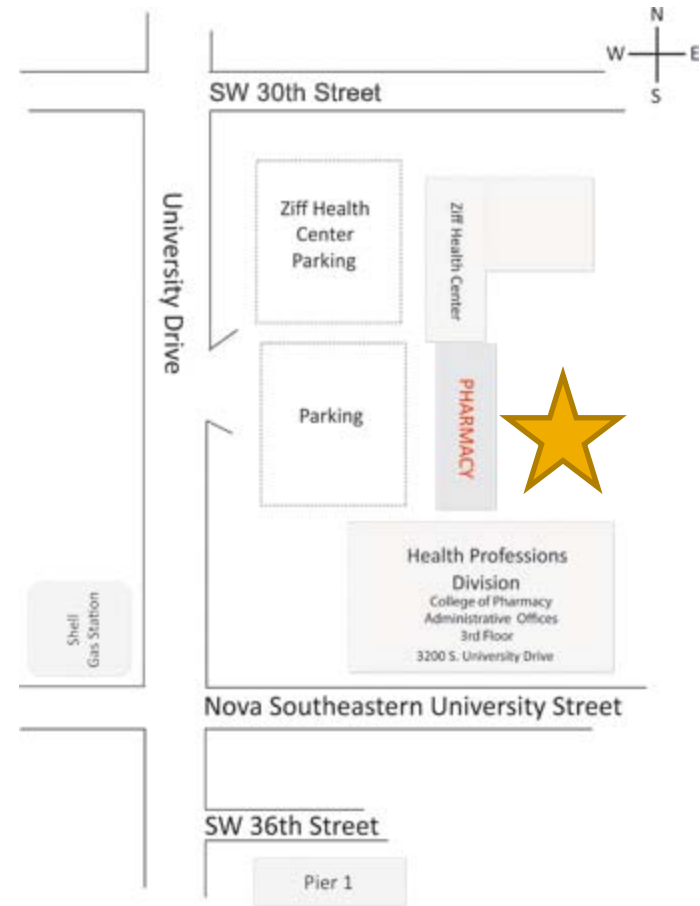 N
W
E
S
SW 30th Street
University Drive
Ziff Health
Center
Parking
Ziff Health Center
Parking
PHARMACY
Health Professions
Division
College of Pharmacy
Administrative Offices
3rd Floor
3200 S. University Drive
Shell
Gas Station
Nova Southeastern University Street
SW 36th Street
Pier 1